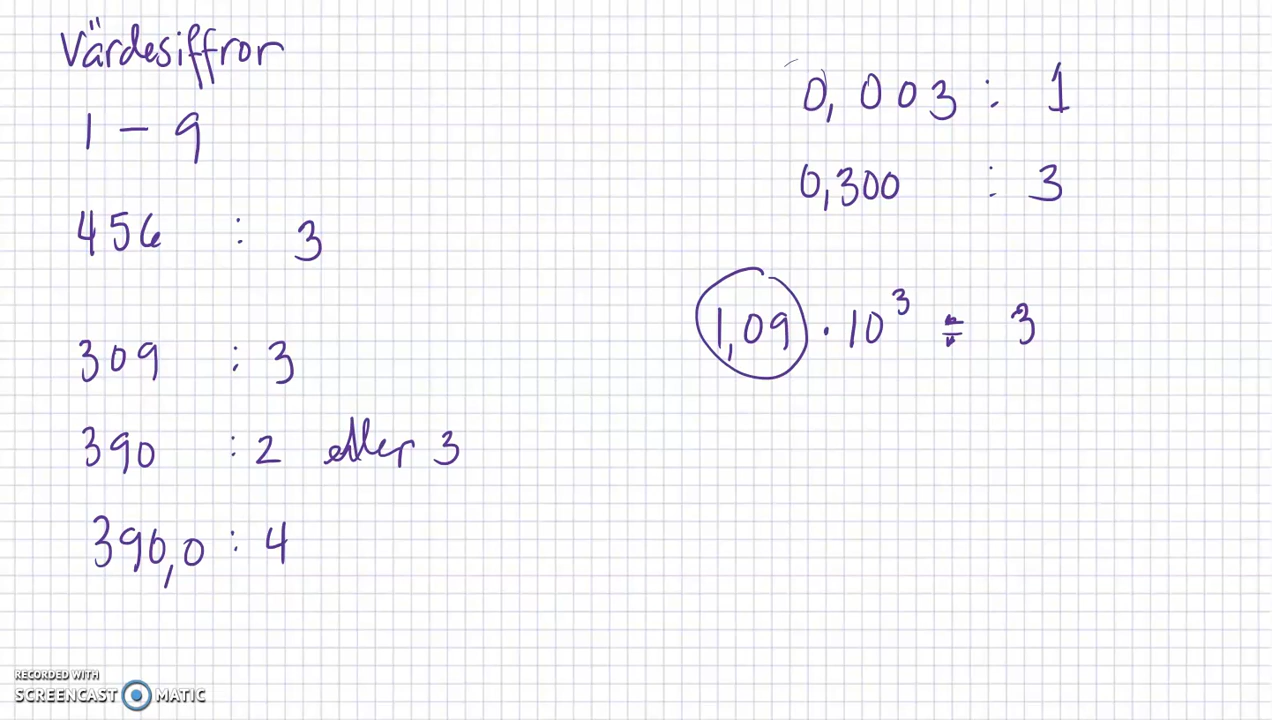 Värdesiffror
1 - 9
456 : 3
309 : 3
390 : 2 eller 3
390,0 : 4
0,003 : 1
0,300 : 3
1,09 · 10³ : 3
RECORDED WITH
SCREENCAST MATIC